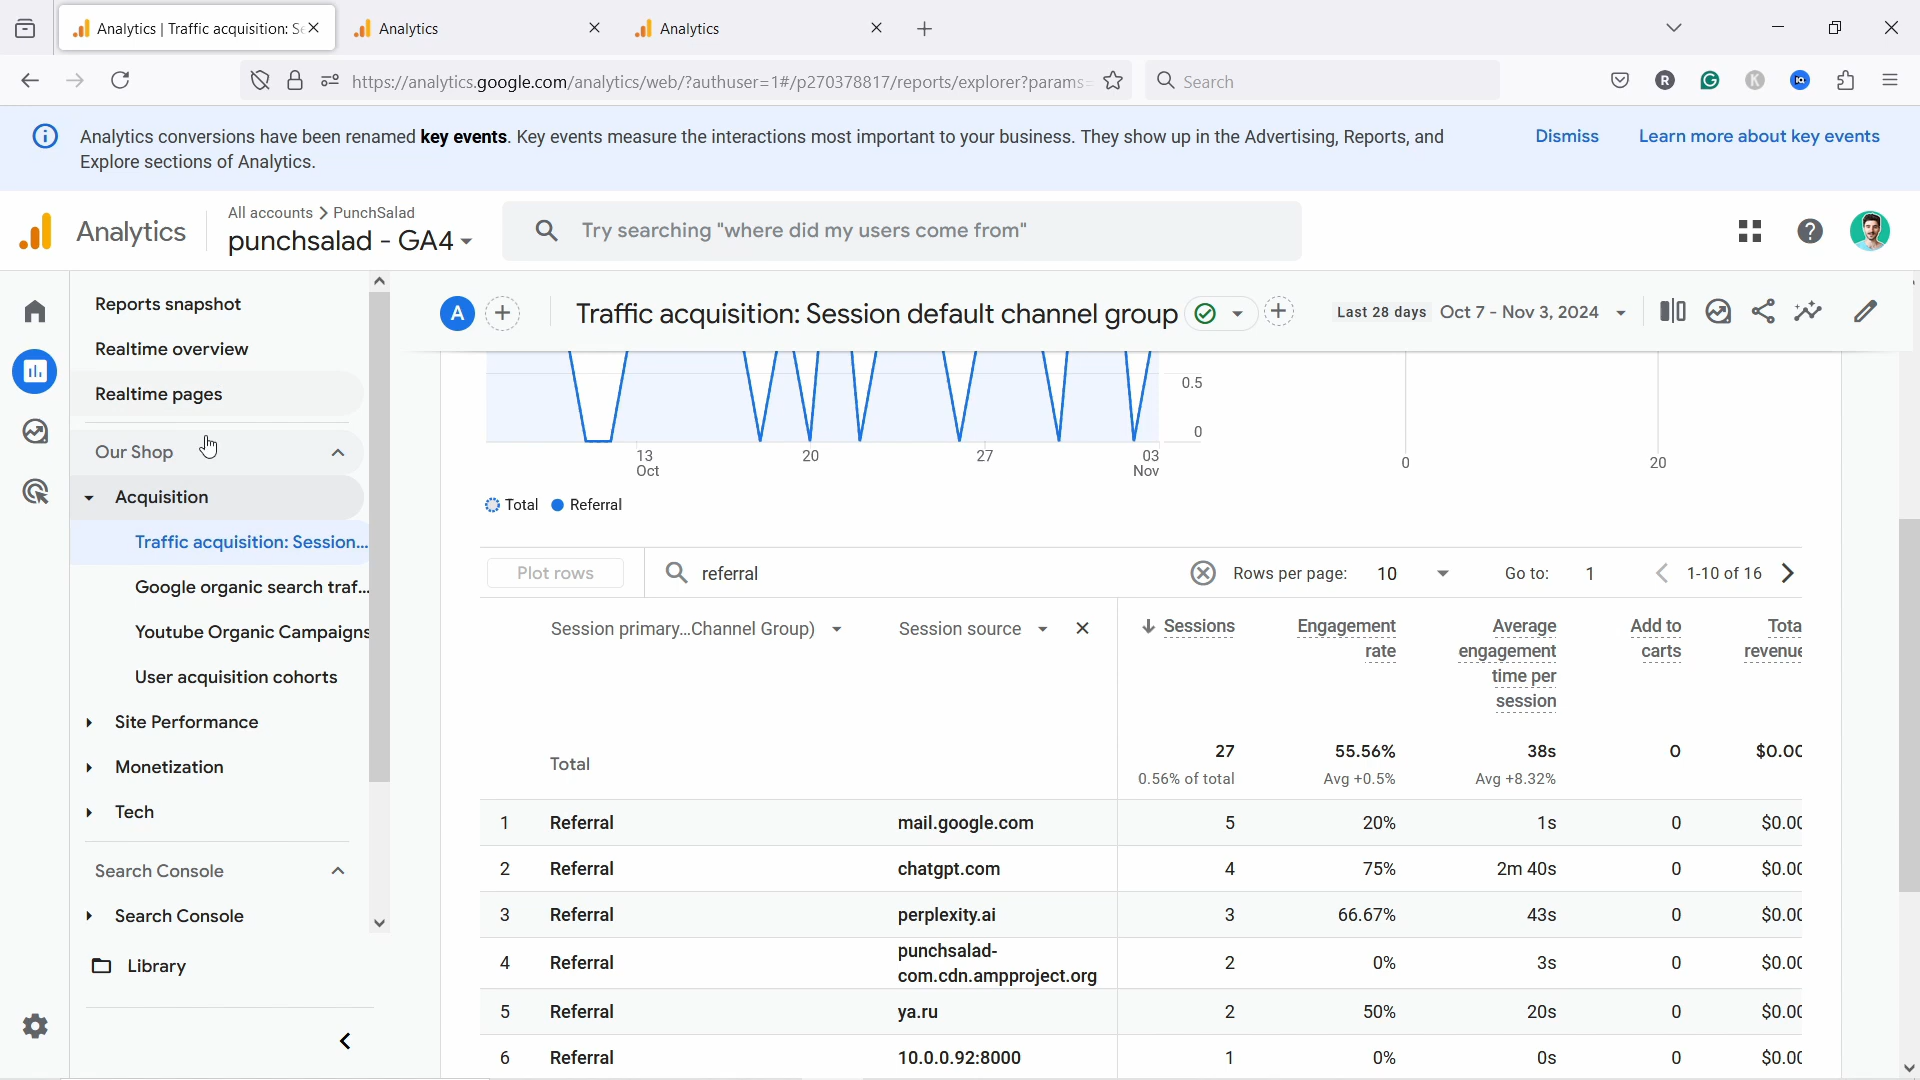 Analytics | Traffic acquisition: Se
Analytics
Analytics
https://analytics.google.com/analytics/web/?authuser=1#/p270378817/reports/explorer?params=
Search
Analytics conversions have been renamed key events. Key events measure the interactions most important to your business. They show up in the Advertising, Reports, and
Explore sections of Analytics.
Dismiss
Learn more about key events
Analytics
All accounts > PunchSalad
punchsalad - GA4
Try searching "where did my users come from"
Reports snapshot
Realtime overview
Realtime pages
Our Shop
Acquisition
Traffic acquisition: Session...
Google organic search traf...
Youtube Organic Campaigns
User acquisition cohorts
Site Performance
Monetization
Tech
Search Console
Search Console
Library
A
Traffic acquisition: Session default channel group
Last 28 days Oct 7 - Nov 3, 2024
0.5
0
13 20 27 03
Oct Nov
0 20
Total Referral
Plot rows
referral
Rows per page: 10
Go to: 1
1-10 of 16
Session primary...Channel Group)
Session source
Sessions
Engagement
rate
Average
engagement
time per
session
Add to
carts
Tota
revenue
Total
27 55.56% 38s 0 $0.00
0.56% of total Avg +0.5% Avg +8.32%
1 Referral mail.google.com 5 20% 1s 0 $0.00
2 Referral chatgpt.com 4 75% 2m 40s 0 $0.00
3 Referral perplexity.ai 3 66.67% 43s 0 $0.00
4 Referral punchsalad-
com.cdn.ampproject.org 2 0% 3s 0 $0.00
5 Referral ya.ru 2 50% 20s 0 $0.00
6 Referral 10.0.0.92:8000 1 0% 0s 0 $0.00